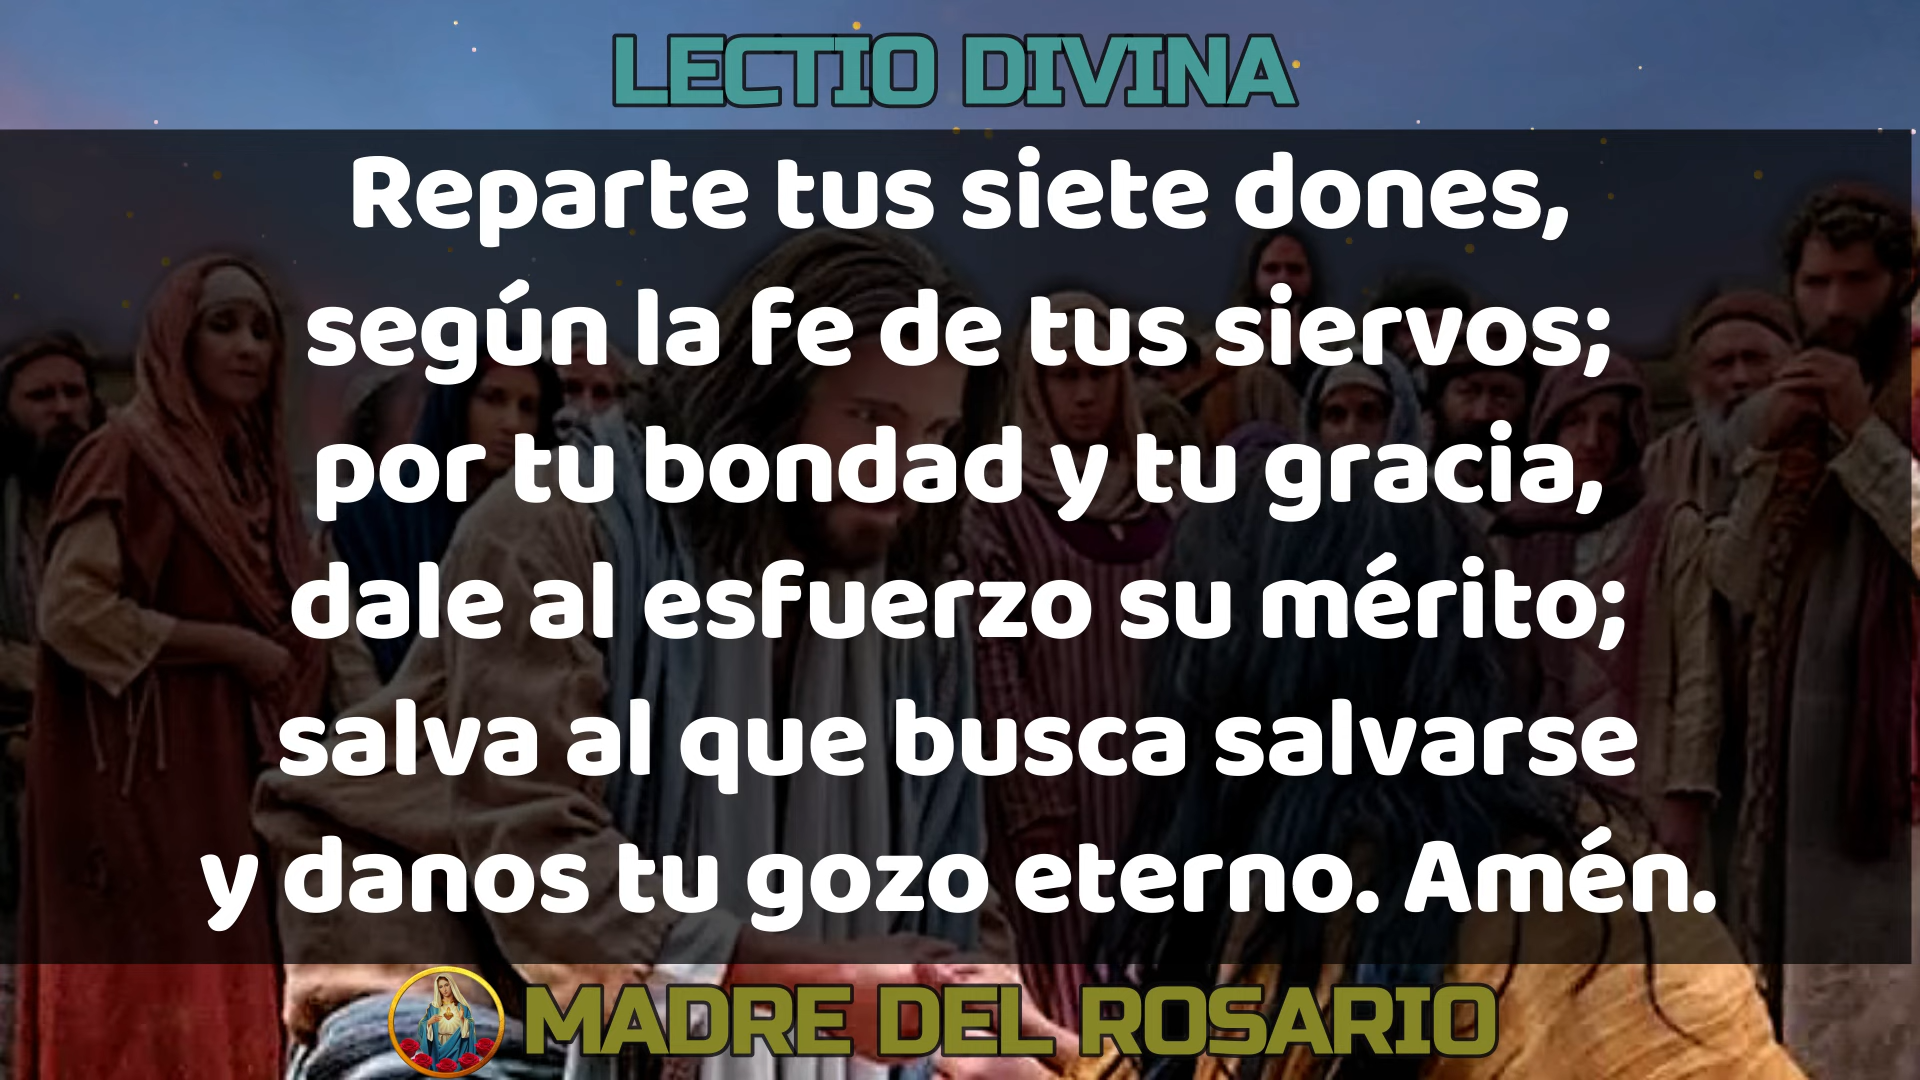 LECTIO DIVINA
Reparte tus siete dones,
según la fe de tus siervos;
por tu bondad y tu gracia,
dale al esfuerzo su mérito;
salva al que busca salvarse
y danos tu gozo eterno. Amén.
MADRE DEL ROSARIO